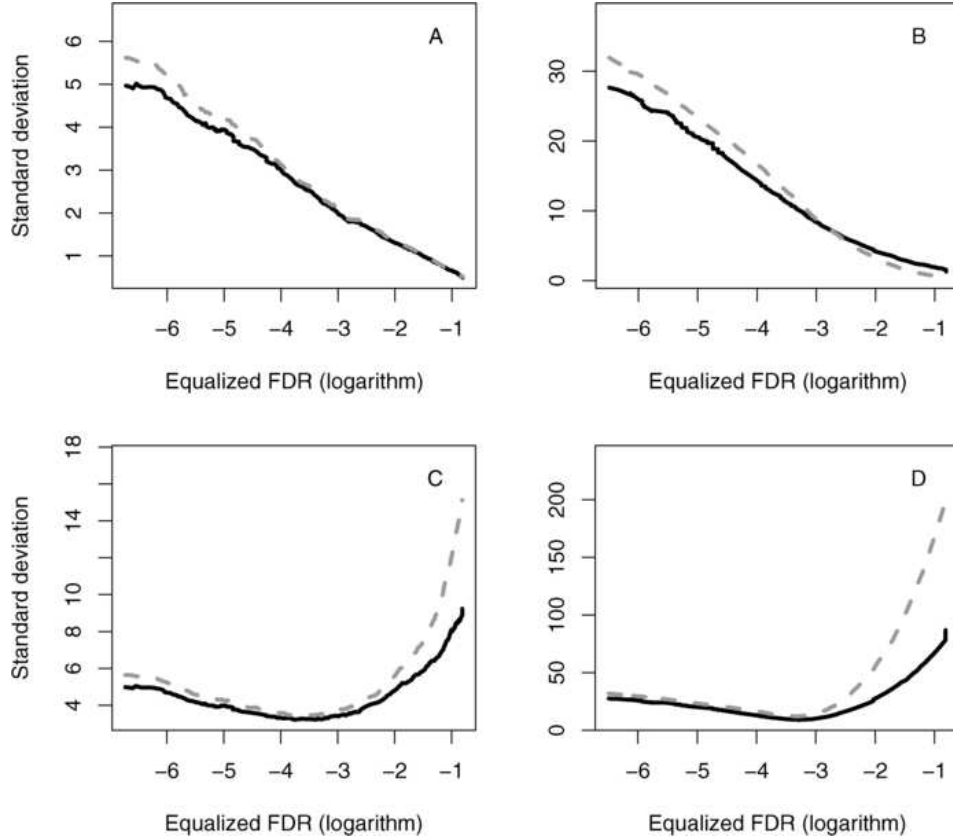 A
Standard deviation
6
5
4
3
2
1
−6 −5 −4 −3 −2 −1
Equalized FDR (logarithm)
B
30
20
10
0
−6 −5 −4 −3 −2 −1
Equalized FDR (logarithm)
C
Standard deviation
18
14
10
8
6
4
−6 −5 −4 −3 −2 −1
Equalized FDR (logarithm)
D
200
150
100
50
0
−6 −5 −4 −3 −2 −1
Equalized FDR (logarithm)